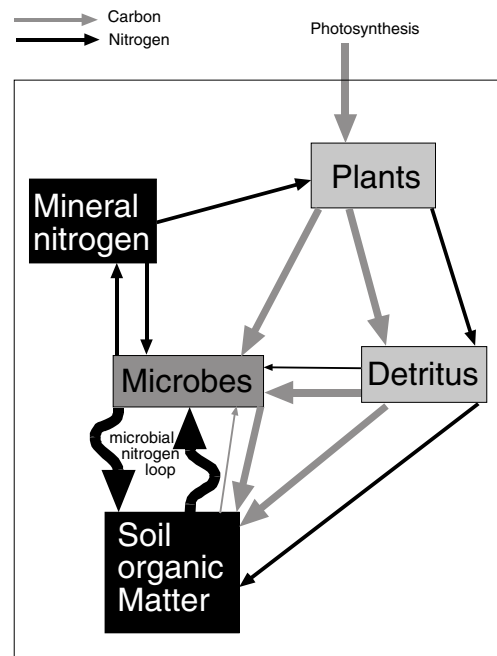 Carbon
Nitrogen
Photosynthesis
Plants
Mineral
nitrogen
Microbes
Detritus
microbial
nitrogen
loop
Soil
organic
Matter